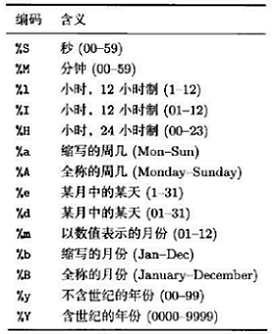 编码 含义
%S 秒 (00–59)
%M 分钟 (00–59)
%l 小时，12 小时制 (1–12)
%I 小时，12 小时制 (01–12)
%H 小时，24 小时制 (00–23)
%a 缩写的周几 (Mon–Sun)
%A 全称的周几 (Monday–Sunday)
%e 某月中的某天 (1–31)
%d 某月中的某天 (01–31)
%m 以数值表示的月份 (01–12)
%b 缩写的月份 (Jan–Dec)
%B 全称的月份 (January–December)
%y 不含世纪的年份 (00–99)
%Y 含世纪的年份 (0000–9999)